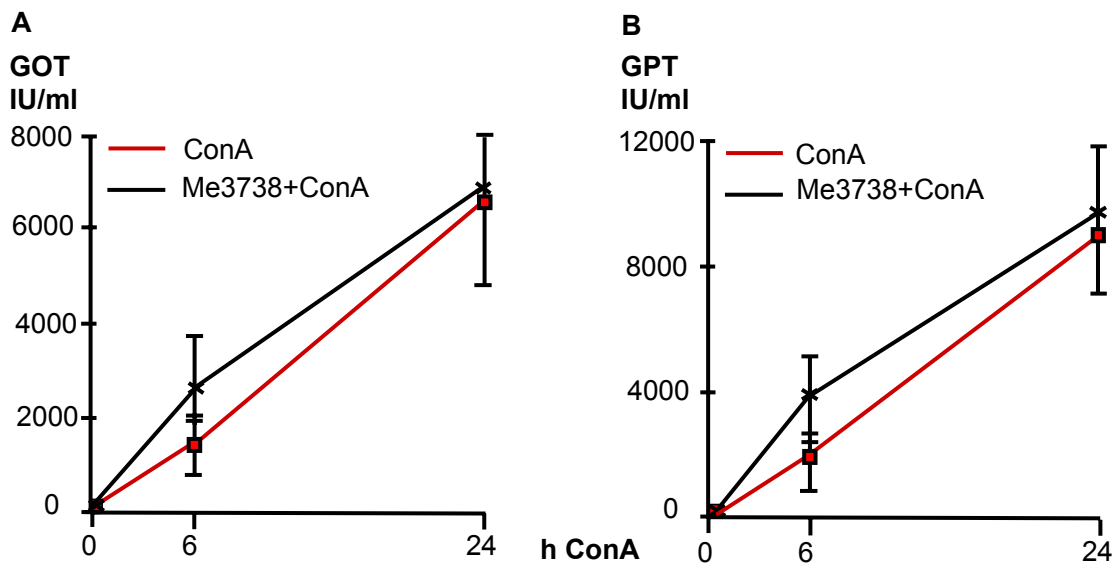 A
GOT
IU/ml
8000
6000
4000
2000
0
ConA
Me3738+ConA
0 6 24
h ConA
B
GPT
IU/ml
12000
8000
4000
0
ConA
Me3738+ConA
0 6 24